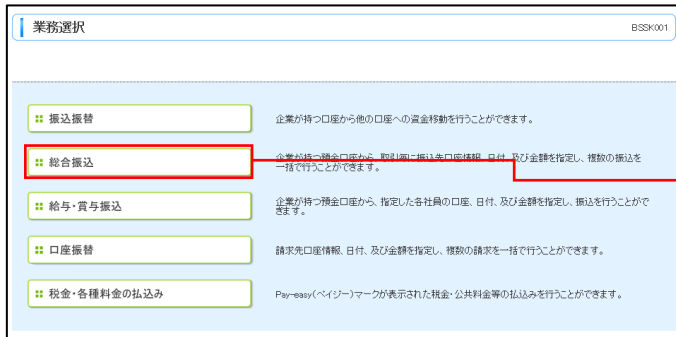 業務選択
BSSK001
振込振替
企業が持つ口座から他の口座への資金移動を行うことができます。
総合振込
企業が持つ預金口座から、取引毎に振込先口座情報、日付、及び金額を指定し、複数の振込を
一括で行うことができます。
給与・賞与振込
企業が持つ預金口座から、指定した各社員の口座、日付、及び金額を指定し、振込を行うことがで
きます。
口座振替
請求先口座情報、日付、及び金額を指定し、複数の請求を一括で行うことができます。
税金・各種料金の払込み
Pay-easy(ペイジー)マークが表示された税金・公共料金等の払込みを行うことができます。